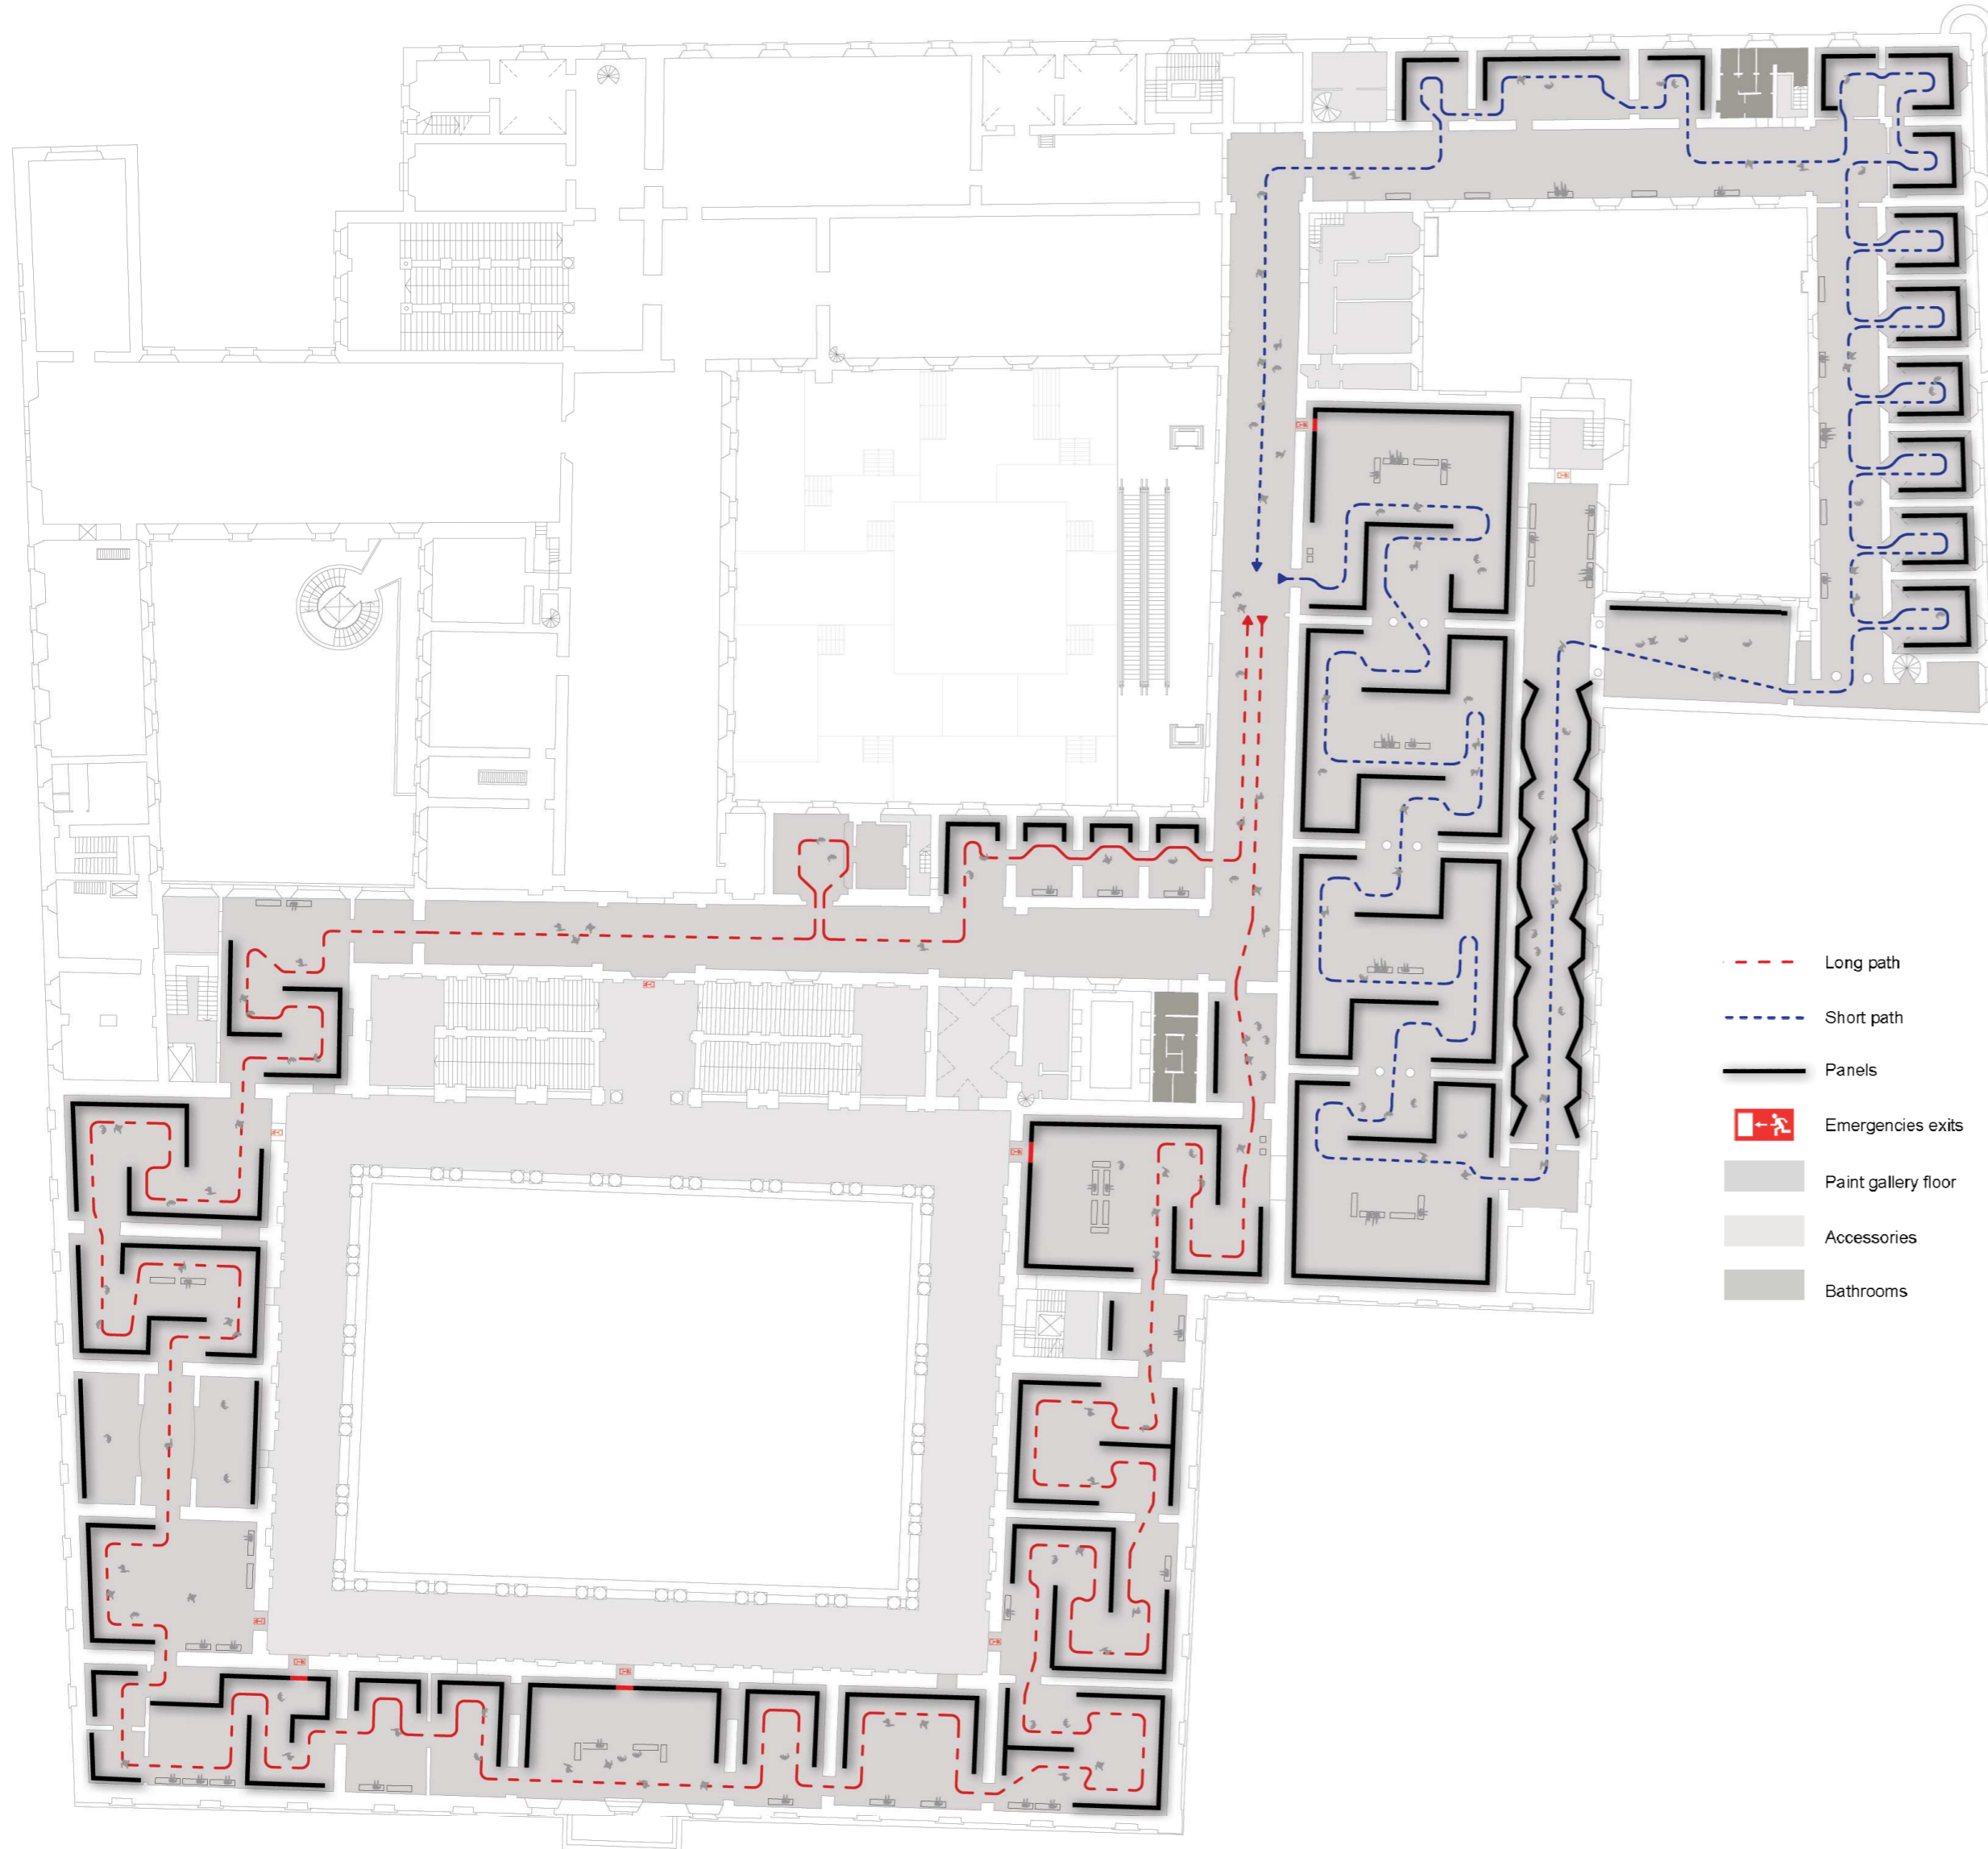 Long path
Short path
Panels
Emergencies exits
Paint gallery floor
Accessories
Bathrooms